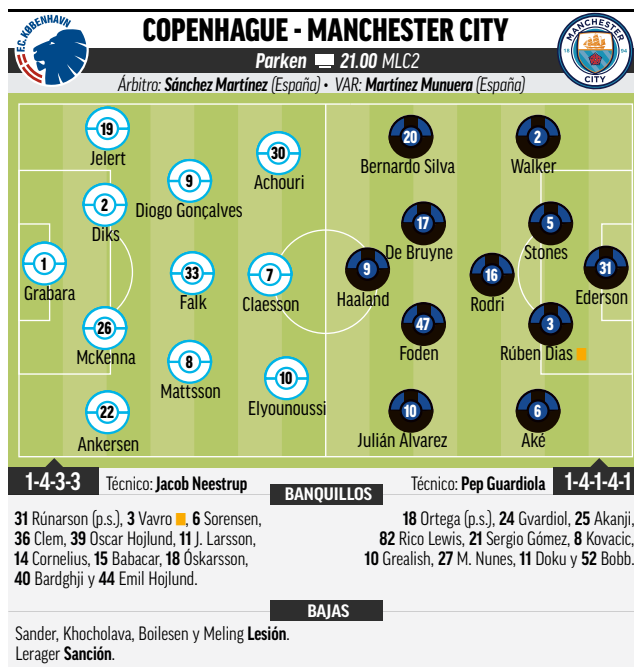 F.C. KØBENHAVN
COPENHAGUE - MANCHESTER CITY
MANCHESTER
18 94
CITY
Parken 21.00 MLC2
Árbitro: Sánchez Martínez (España) • VAR: Martínez Munuera (España)
19
Jelert
30
Achouri
20
Bernardo Silva
2
Walker
9
Diogo Gonçalves
2
Diks
17
De Bruyne
5
Stones
1
Grabara
33
Falk
7
Claesson
9
Haaland
16
Rodri
31
Ederson
26
McKenna
47
Foden
3
Rúben Dias
8
Mattsson
10
Elyounoussi
22
Ankersen
10
Julián Alvarez
6
Aké
1-4-3-3 Técnico: Jacob Neestrup
Técnico: Pep Guardiola 1-4-1-4-1
BANQUILLOS
31 Rúnarson (p.s.), 3 Vavro, 6 Sorensen,
36 Clem, 39 Oscar Hojlund, 11 J. Larsson,
14 Cornelius, 15 Babacar, 18 Óskarsson,
40 Bardghji y 44 Emil Hojlund.
18 Ortega (p.s.), 24 Gvardiol, 25 Akanji,
82 Rico Lewis, 21 Sergio Gómez, 8 Kovacic,
10 Grealish, 27 M. Nunes, 11 Doku y 52 Bobb.
BAJAS
Sander, Khocholava, Boilesen y Meling Lesión.
Lerager Sanción.